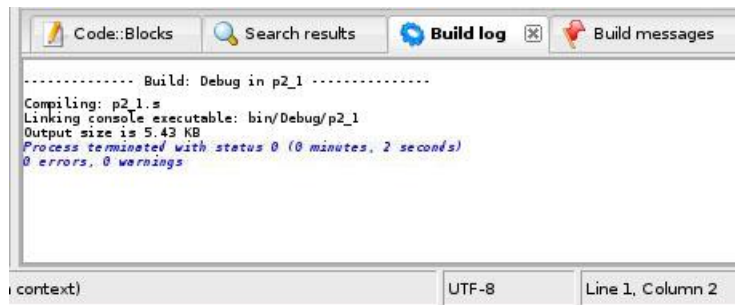 Code::Blocks Search results Build log Build messages
-------------- Build: Debug in p2_1 ---------------
Compiling: p2_1.s
Linking console executable: bin/Debug/p2_1
Output size is 5.43 KB
Process terminated with status 0 (0 minutes, 2 seconds)
0 errors, 0 warnings
context) UTF-8 Line 1, Column 2